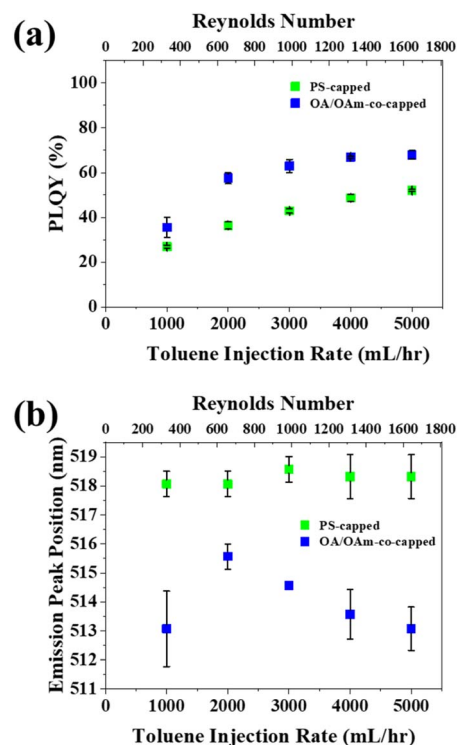 (a)
Reynolds Number
0 200 400 600 800 1000 1200 1400 1600 1800
PS-capped
OA/OAm-co-capped
PLQY (%)
100
80
60
40
20
0
1000 2000 3000 4000 5000
Toluene Injection Rate (mL/hr)
(b)
Reynolds Number
0 200 400 600 800 1000 1200 1400 1600 1800
PS-capped
OA/OAm-co-capped
Emission Peak Position (nm)
519
518
517
516
515
514
513
512
511
1000 2000 3000 4000 5000
Toluene Injection Rate (mL/hr)